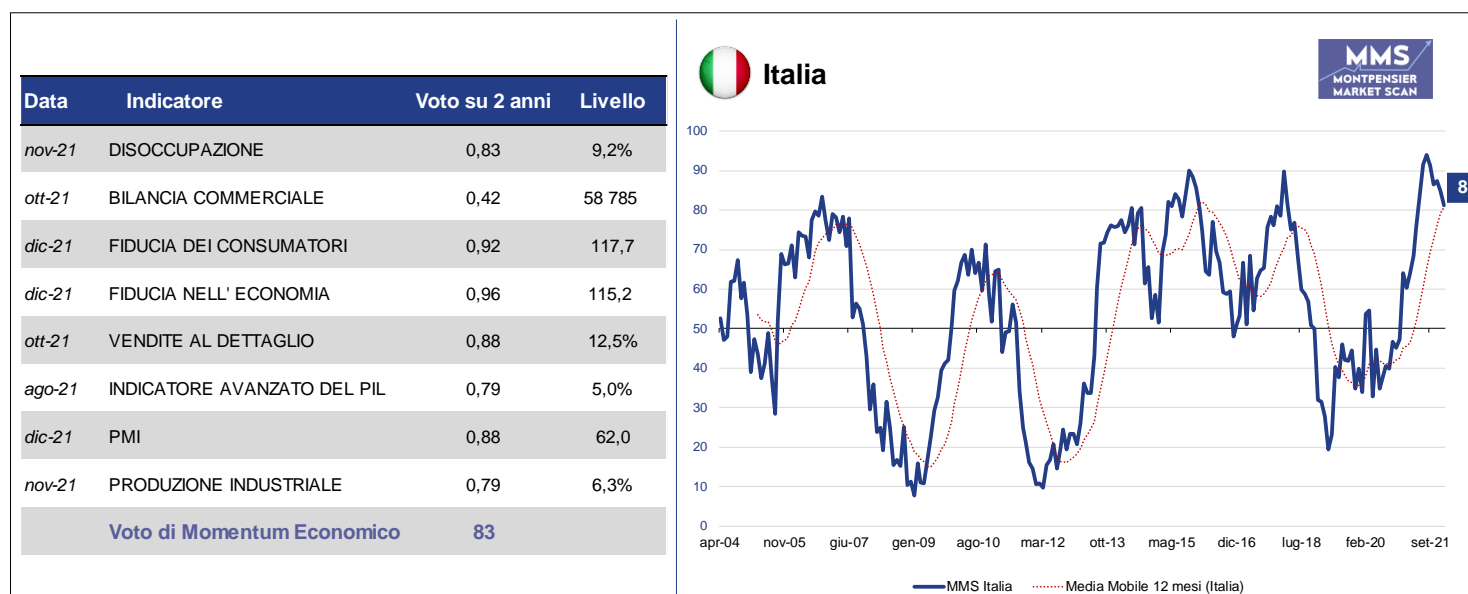 Data Indicatore Voto su 2 anni Livello
nov-21 DISOCCUPAZIONE 0,83 9,2%
ott-21 BILANCIA COMMERCIALE 0,42 58 785
dic-21 FIDUCIA DEI CONSUMATORI 0,92 117,7
dic-21 FIDUCIA NELL' ECONOMIA 0,96 115,2
ott-21 VENDITE AL DETTAGLIO 0,88 12,5%
ago-21 INDICATORE AVANZATO DEL PIL 0,79 5,0%
dic-21 PMI 0,88 62,0
nov-21 PRODUZIONE INDUSTRIALE 0,79 6,3%
Voto di Momentum Economico 83
Italia
MMS
MONTPENSIER
MARKET SCAN
100
90
80
70
60
50
40
30
20
10
0
8
apr-04 nov-05 giu-07 gen-09 ago-10 mar-12 ott-13 mag-15 dic-16 lug-18 feb-20 set-21
MMS Italia Media Mobile 12 mesi (Italia)